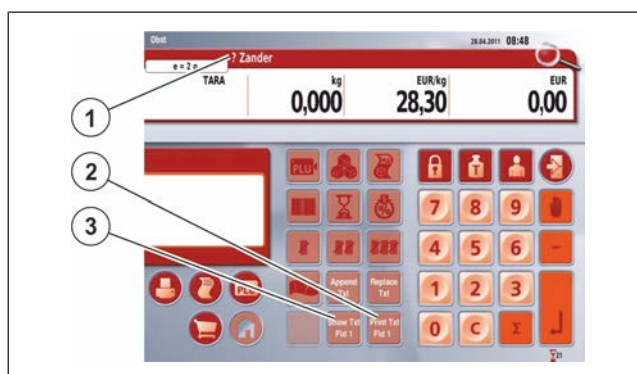 Obst
28.04.2011 08:48
? Zander
e = 2 g
TARA
kg
EUR/kg
EUR
0,000
28,30
0,00
1
2
3
PLU
T
7 8 9
4 5 6 -
Append Txt
Replace Txt
1 2 3
PLU
Show Txt Fld 1
Print Txt Fld 1
0 C Σ
21